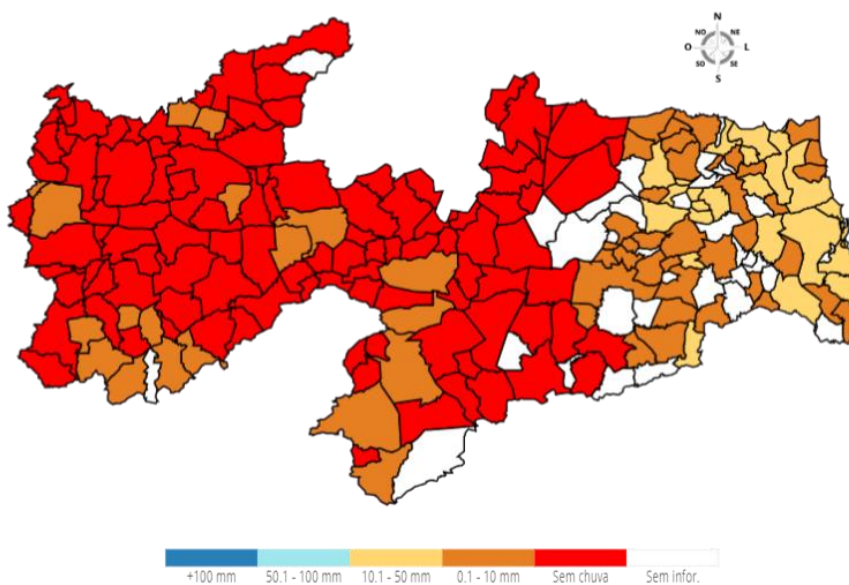 N
NO NE
O L
SO SE
S
+100 mm 50.1 - 100 mm 10.1 - 50 mm 0.1 - 10 mm Sem chuva Sem infor.